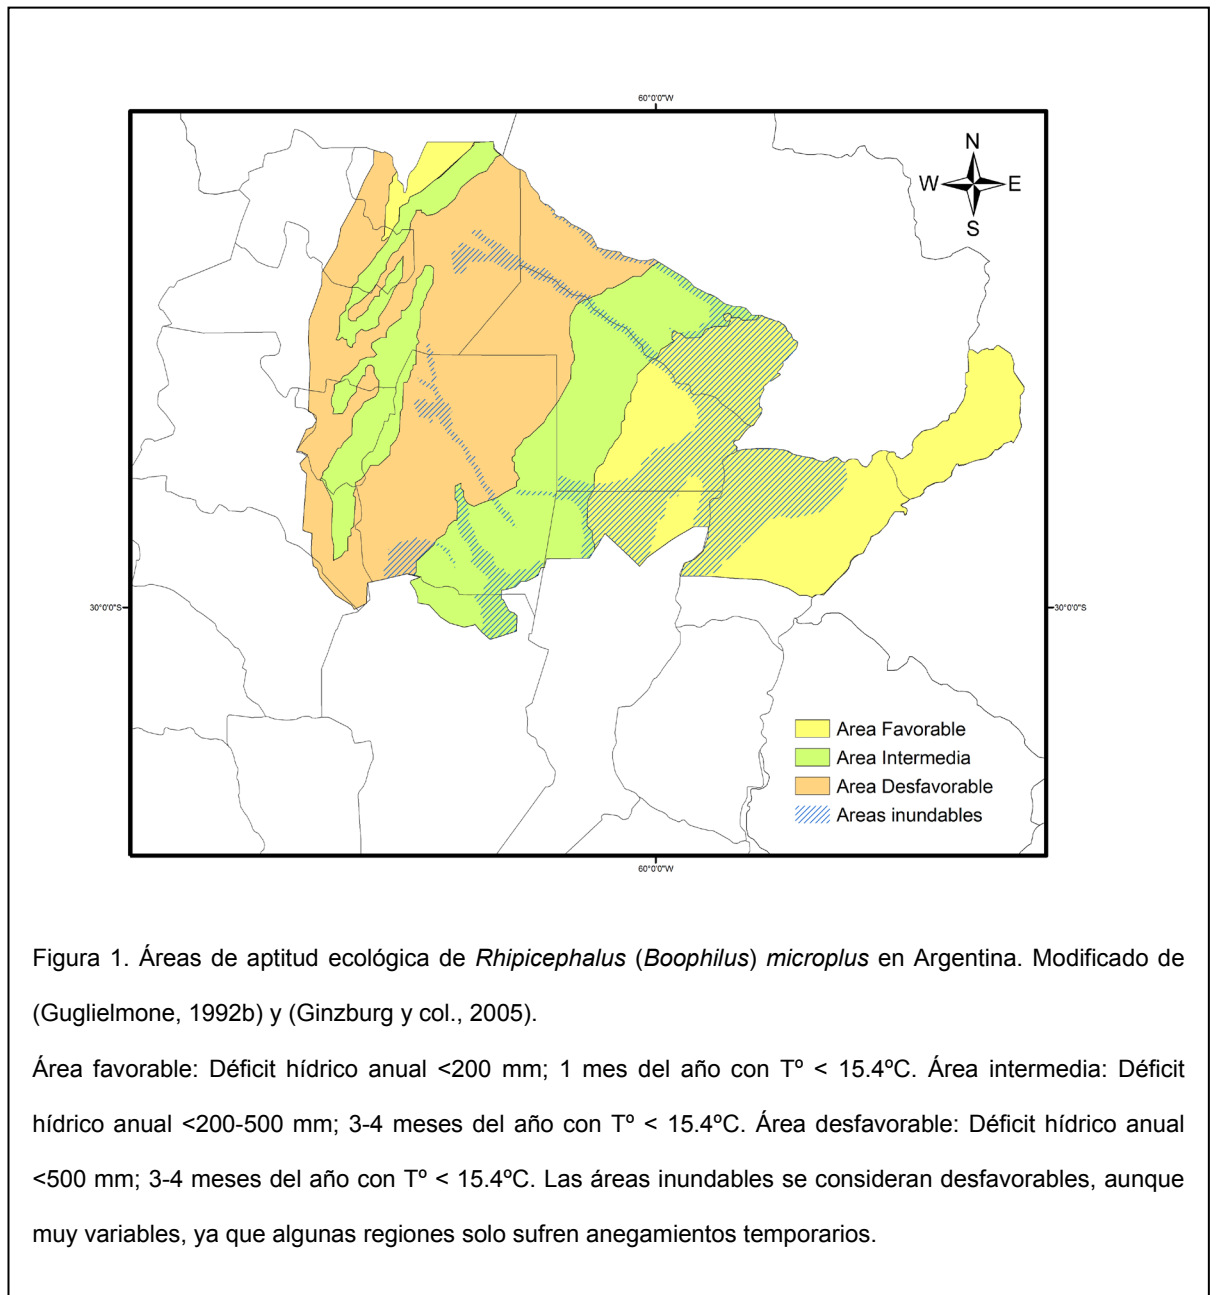 60°0'0"W
N
W E
S
30°0'0"S
30°0'0"S
Area Favorable
Area Intermedia
Area Desfavorable
Areas inundables
60°0'0"W
Figura 1. Áreas de aptitud ecológica de Rhipicephalus (Boophilus) microplus en Argentina. Modificado de
(Guglielmone, 1992b) y (Ginzburg y col., 2005).
Área favorable: Déficit hídrico anual <200 mm; 1 mes del año con Tº < 15.4ºC. Área intermedia: Déficit
hídrico anual <200-500 mm; 3-4 meses del año con Tº < 15.4ºC. Área desfavorable: Déficit hídrico anual
<500 mm; 3-4 meses del año con Tº < 15.4ºC. Las áreas inundables se consideran desfavorables, aunque
muy variables, ya que algunas regiones solo sufren anegamientos temporarios.